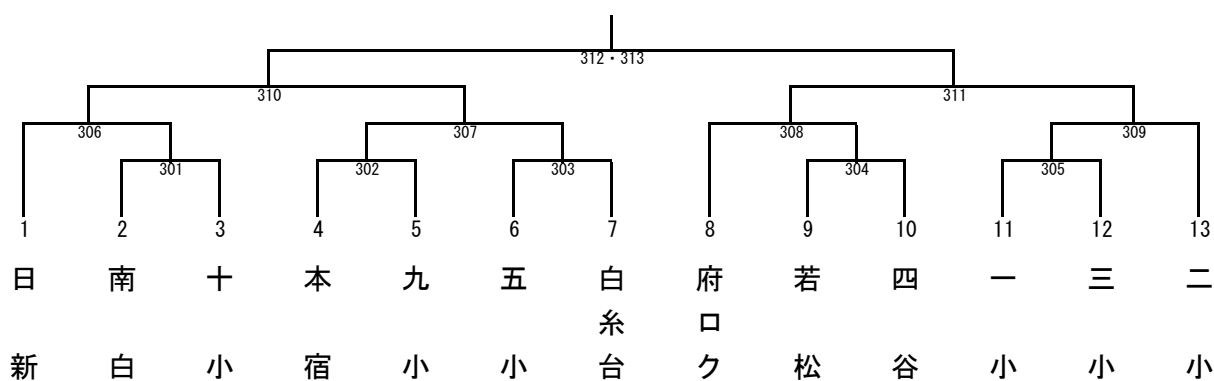 312・313
310 311
306 307 308 309
301 302 303 304 305
1 2 3 4 5 6 7 8 9 10 11 12 13
日新
南白
十小
本宿
九小
五小
白糸台
府ロク
若松
四谷
一小
三小
二小